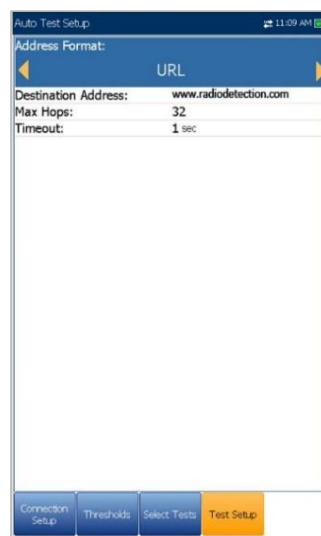 Auto Test Setup 11:09 AM
Address Format:
URL
Destination Address: www.radiodetection.com
Max Hops: 32
Timeout: 1 sec
Connection Setup Thresholds Select Tests Test Setup